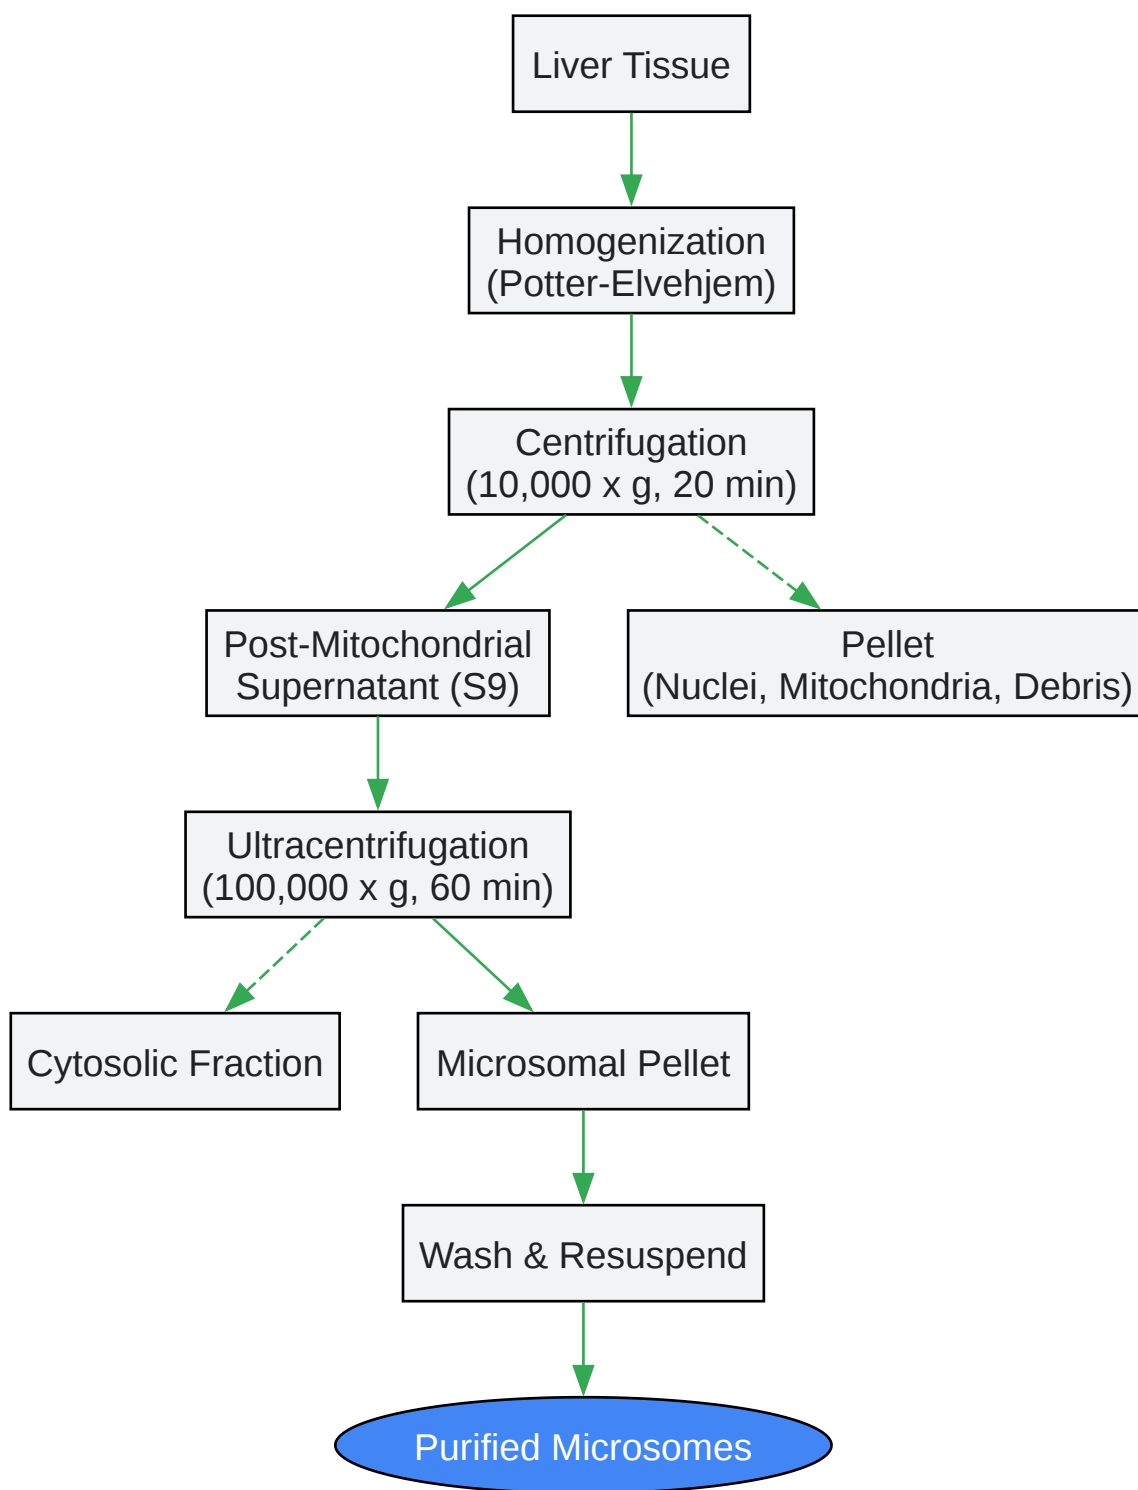 Liver Tissue
Homogenization
(Potter-Elvehjem)
Centrifugation
(10,000 x g, 20 min)
Post-Mitochondrial
Supernatant (S9)
Pellet
(Nuclei, Mitochondria, Debris)
Ultracentrifugation
(100,000 x g, 60 min)
Cytosolic Fraction
Microsomal Pellet
Wash & Resuspend
Purified Microsomes